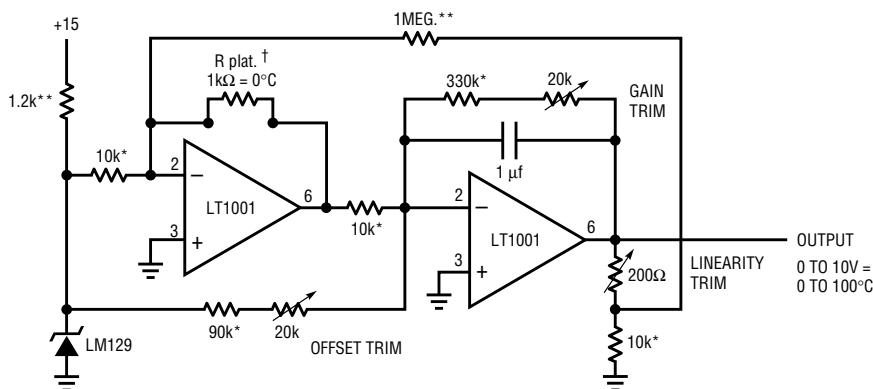 1MEG.**
+15
R plat. †
1kΩ = 0°C
1.2k**
330k*
20k
GAIN
TRIM
10k*
1 µf
2
3
6
LT1001
10k*
2
3
6
LT1001
OUTPUT
0 TO 10V =
0 TO 100°C
200Ω
LINEARITY
TRIM
90k*
20k
OFFSET TRIM
10k*
LM129